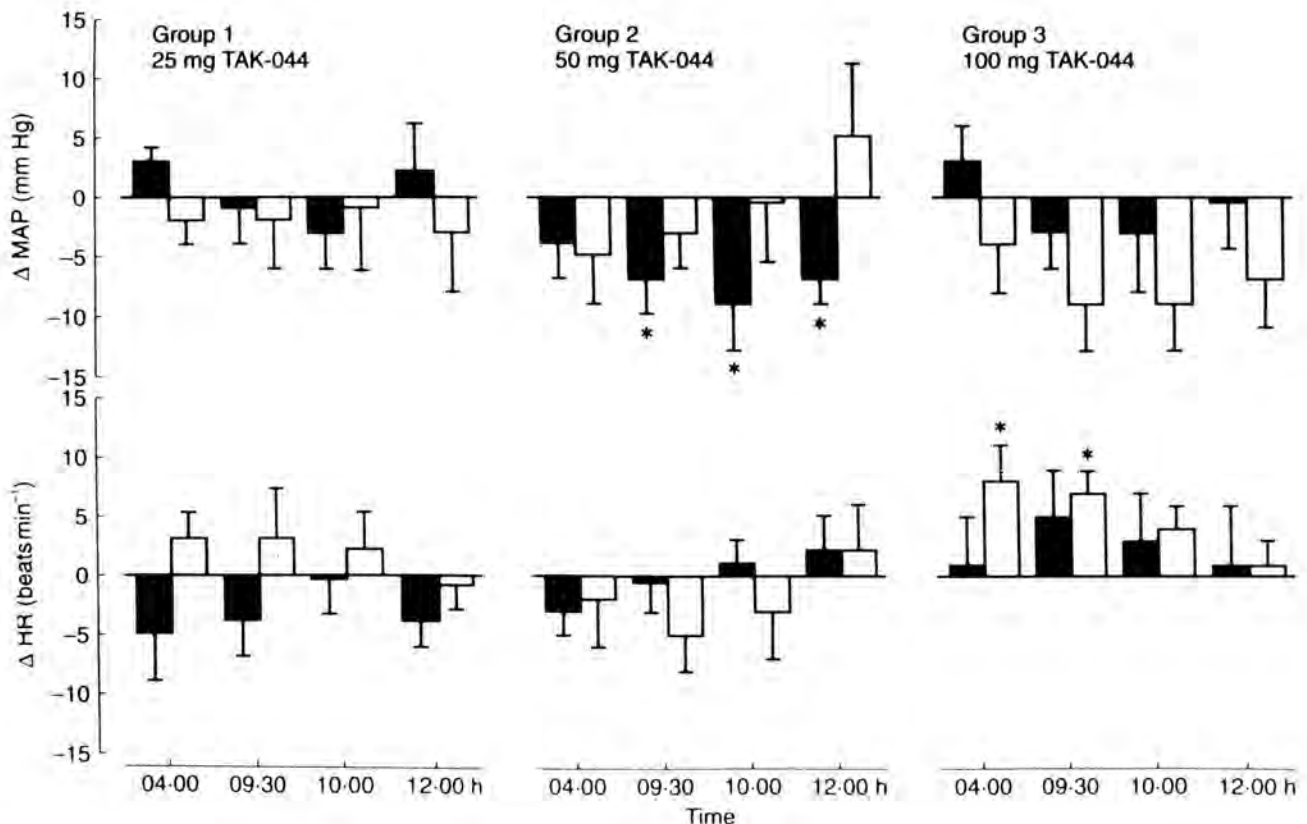 Group 1
25 mg TAK-044
Group 2
50 mg TAK-044
Group 3
100 mg TAK-044
Δ MAP (mm Hg)
15
10
5
0
−5
−10
−15
*
*
*
Δ HR (beats min⁻¹)
15
10
5
0
−5
−10
−15
*
*
04·00 09·30 10·00 12·00 h
04·00 09·30 10·00 12·00 h
04·00 09·30 10·00 12·00 h
Time